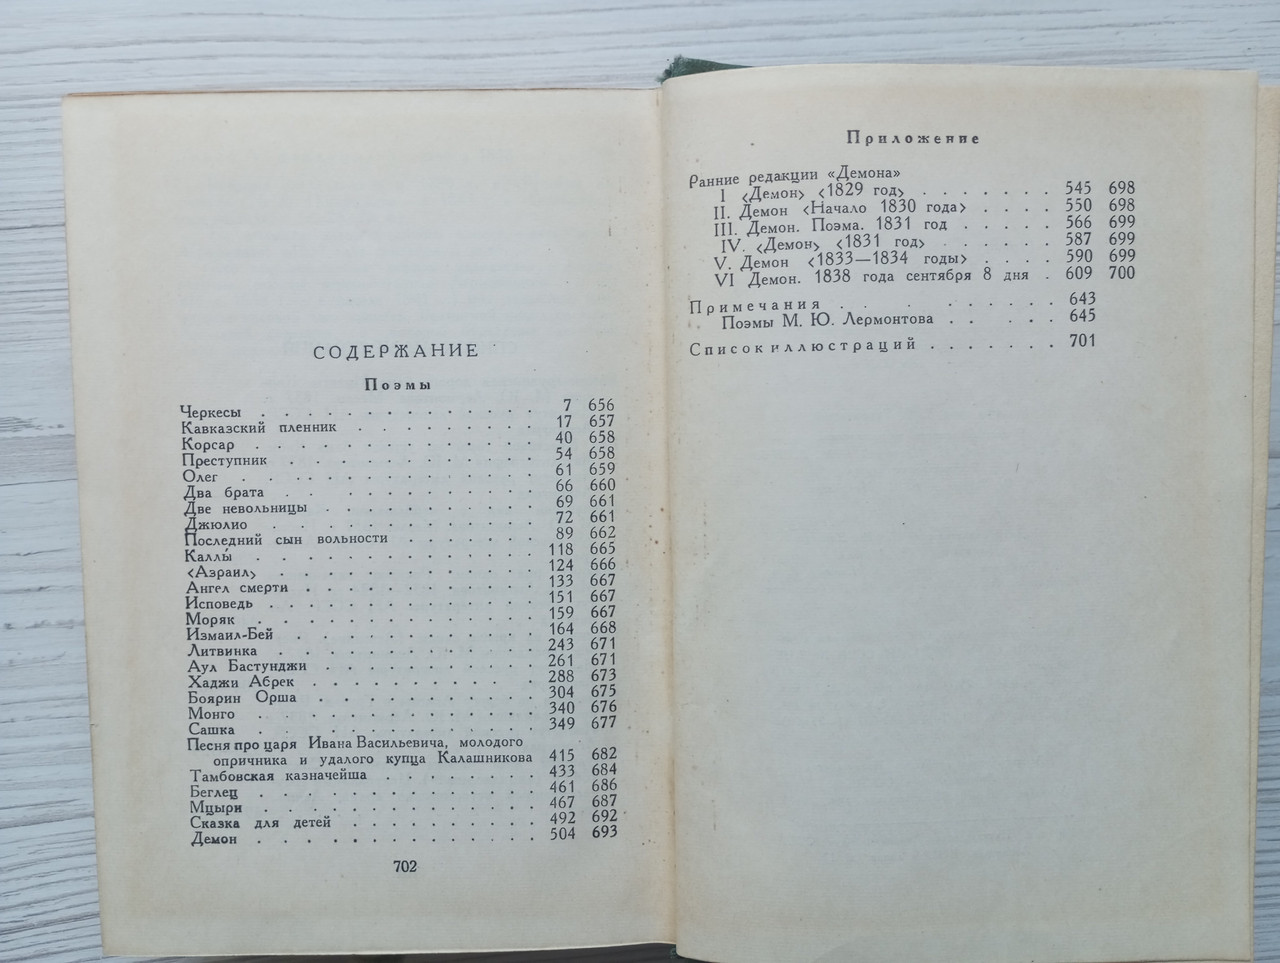 СОДЕРЖАНИЕ
Поэмы
Черкесы . . . . . . . . . . . . . . 7 656
Кавказский пленник . . . . . . . . . 17 657
Корсар . . . . . . . . . . . . . . 40 658
Преступник . . . . . . . . . . . . 54 658
Олег . . . . . . . . . . . . . . 61 659
Два брата . . . . . . . . . . . . 66 660
Две невольницы . . . . . . . . . . 69 661
Джюлио . . . . . . . . . . . . . 72 661
Последний сын вольности . . . . . . . 89 662
Каллы́ . . . . . . . . . . . . . 118 665
<Азраил> . . . . . . . . . . . . 124 666
Ангел смерти . . . . . . . . . . . 133 667
Исповедь . . . . . . . . . . . . 151 667
Моряк . . . . . . . . . . . . . 159 667
Измаил-Бей . . . . . . . . . . . 164 668
Литвинка . . . . . . . . . . . . 243 671
Аул Бастунджи . . . . . . . . . . 261 671
Хаджи Абрек . . . . . . . . . . . 288 673
Боярин Орша . . . . . . . . . . . 304 675
Монго . . . . . . . . . . . . . 340 676
Сашка . . . . . . . . . . . . . 349 677
Песня про царя Ивана Васильевича, молодого
опричника и удалого купца Калашникова 415 682
Тамбовская казначейша . . . . . . . . 433 684
Беглец . . . . . . . . . . . . . 461 686
Мцыри . . . . . . . . . . . . . 467 687
Сказка для детей . . . . . . . . . . 492 692
Демон . . . . . . . . . . . . . 504 693
702
Приложение
Ранние редакции «Демона»
I <Демон> <1829 год> . . . . . . . 545 698
II. Демон <Начало 1830 года> . . . . 550 698
III. Демон. Поэма. 1831 год . . . . . 566 699
IV. <Демон> <1831 год> . . . . . . 587 699
V. Демон <1833—1834 годы> . . . . 590 699
VI Демон. 1838 года сентября 8 дня . 609 700
Примечания . . . . . . . . . . . 643
Поэмы М. Ю. Лермонтова . . . . . 645
Список иллюстраций . . . . . . . 701